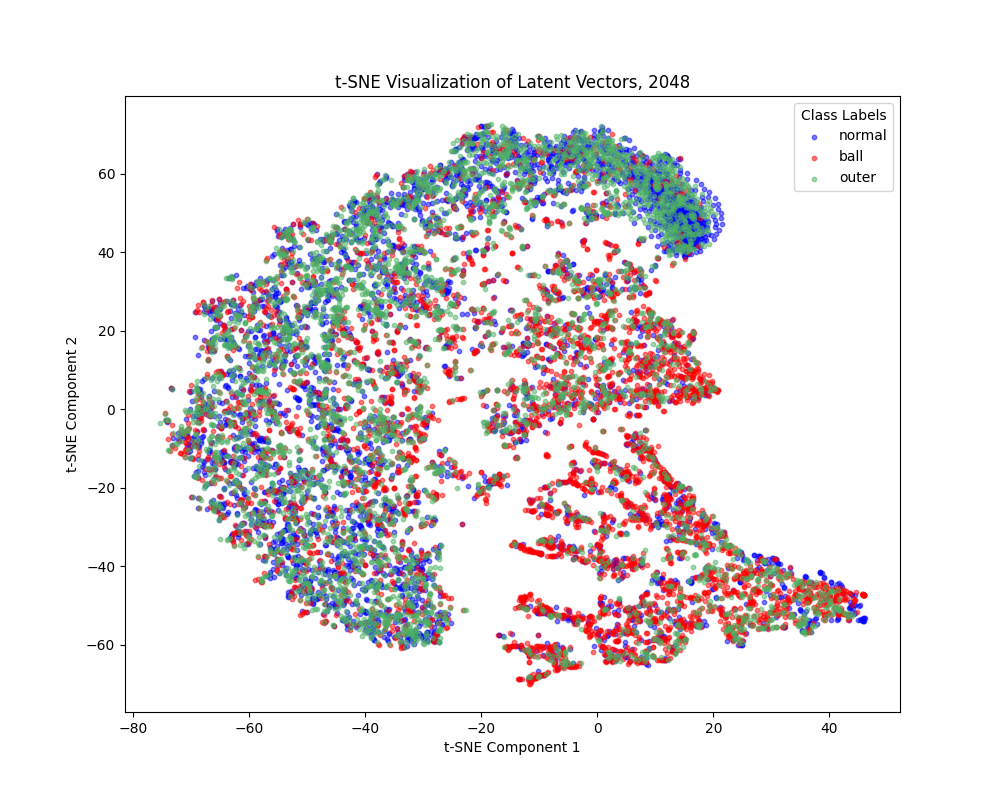 t-SNE Visualization of Latent Vectors, 2048
Class Labels
normal
ball
outer
60
40
20
0
−20
−40
−60
t-SNE Component 2
−80
−60
−40
−20
0
20
40
t-SNE Component 1